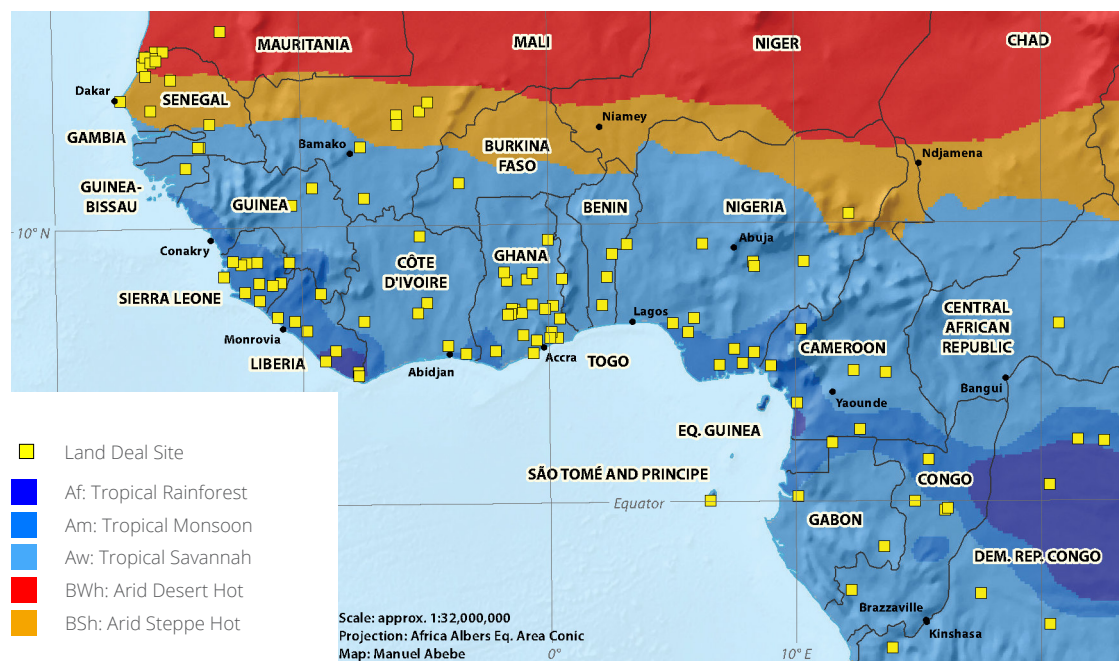 MAURITANIA
MALI
NIGER
CHAD
Dakar
SENEGAL
Niamey
GAMBIA
Bamako
BURKINA
FASO
Ndjamena
GUINEA-
BISSAU
GUINEA
BENIN
NIGERIA
10° N
Conakry
Abuja
CÔTE
D'IVOIRE
GHANA
SIERRA LEONE
Lagos
CENTRAL
AFRICAN
REPUBLIC
Monrovia
LIBERIA
Abidjan
Accra
TOGO
CAMEROON
Bangui
Yaounde
EQ. GUINEA
Land Deal Site
SÃO TOMÉ AND PRINCIPE
CONGO
Af: Tropical Rainforest
Equator
GABON
Am: Tropical Monsoon
Aw: Tropical Savannah
DEM. REP. CONGO
BWh: Arid Desert Hot
BSh: Arid Steppe Hot
Brazzaville
Kinshasa
Scale: approx. 1:32,000,000
Projection: Africa Albers Eq. Area Conic
Map: Manuel Abebe
0°
10° E